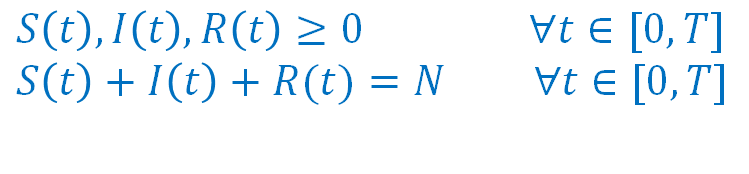 S(t), I(t), R(t) ≥ 0 ∀t ∈ [0, T]
S(t) + I(t) + R(t) = N ∀t ∈ [0, T]